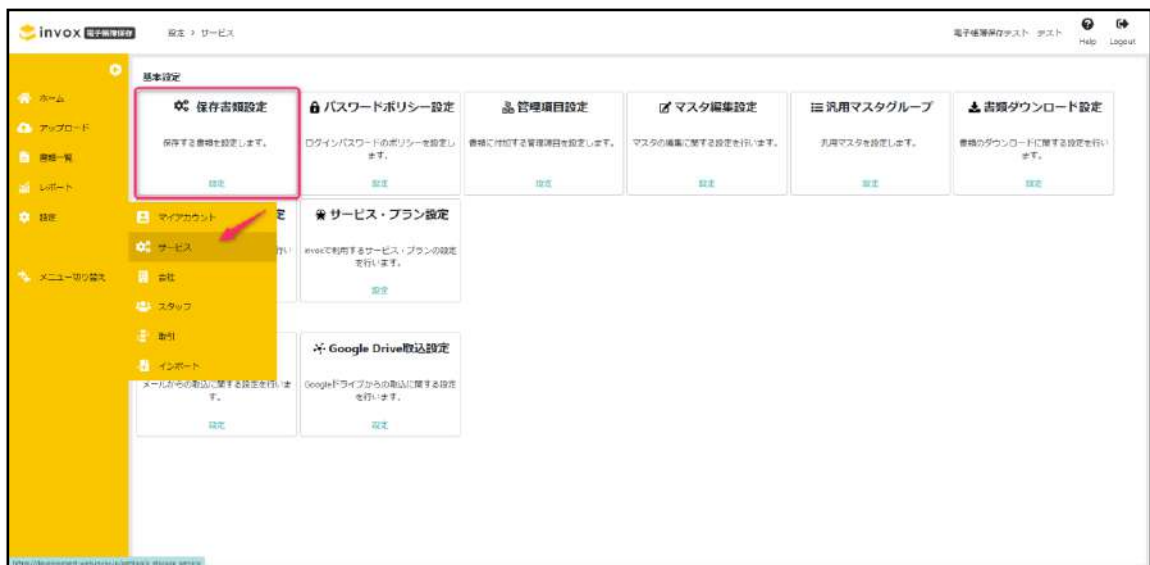 invox 電子帳簿保存
設定 › サービス
電子帳簿保存テスト テスト
Help
Logout
ホーム
アップロード
書類一覧
レポート
設定
メニュー切り替え
マイアカウント
サービス
会社
スタッフ
取引
インポート
基本設定
保存書類設定
保存する書類を設定します。
設定
パスワードポリシー設定
ログインパスワードのポリシーを設定し
ます。
設定
管理項目設定
書類に付加する管理項目を設定します。
設定
マスタ編集設定
マスタの編集に関する設定を行います。
設定
汎用マスタグループ
汎用マスタを設定します。
設定
書類ダウンロード設定
書類のダウンロードに関する設定を行い
ます。
設定
定
行い
サービス・プラン設定
invoxで利用するサービス・プランの設定
を行います。
設定
メールからの取込に関する設定を行いま
す。
設定
Google Drive取込設定
Googleドライブからの取込に関する設定
を行います。
設定